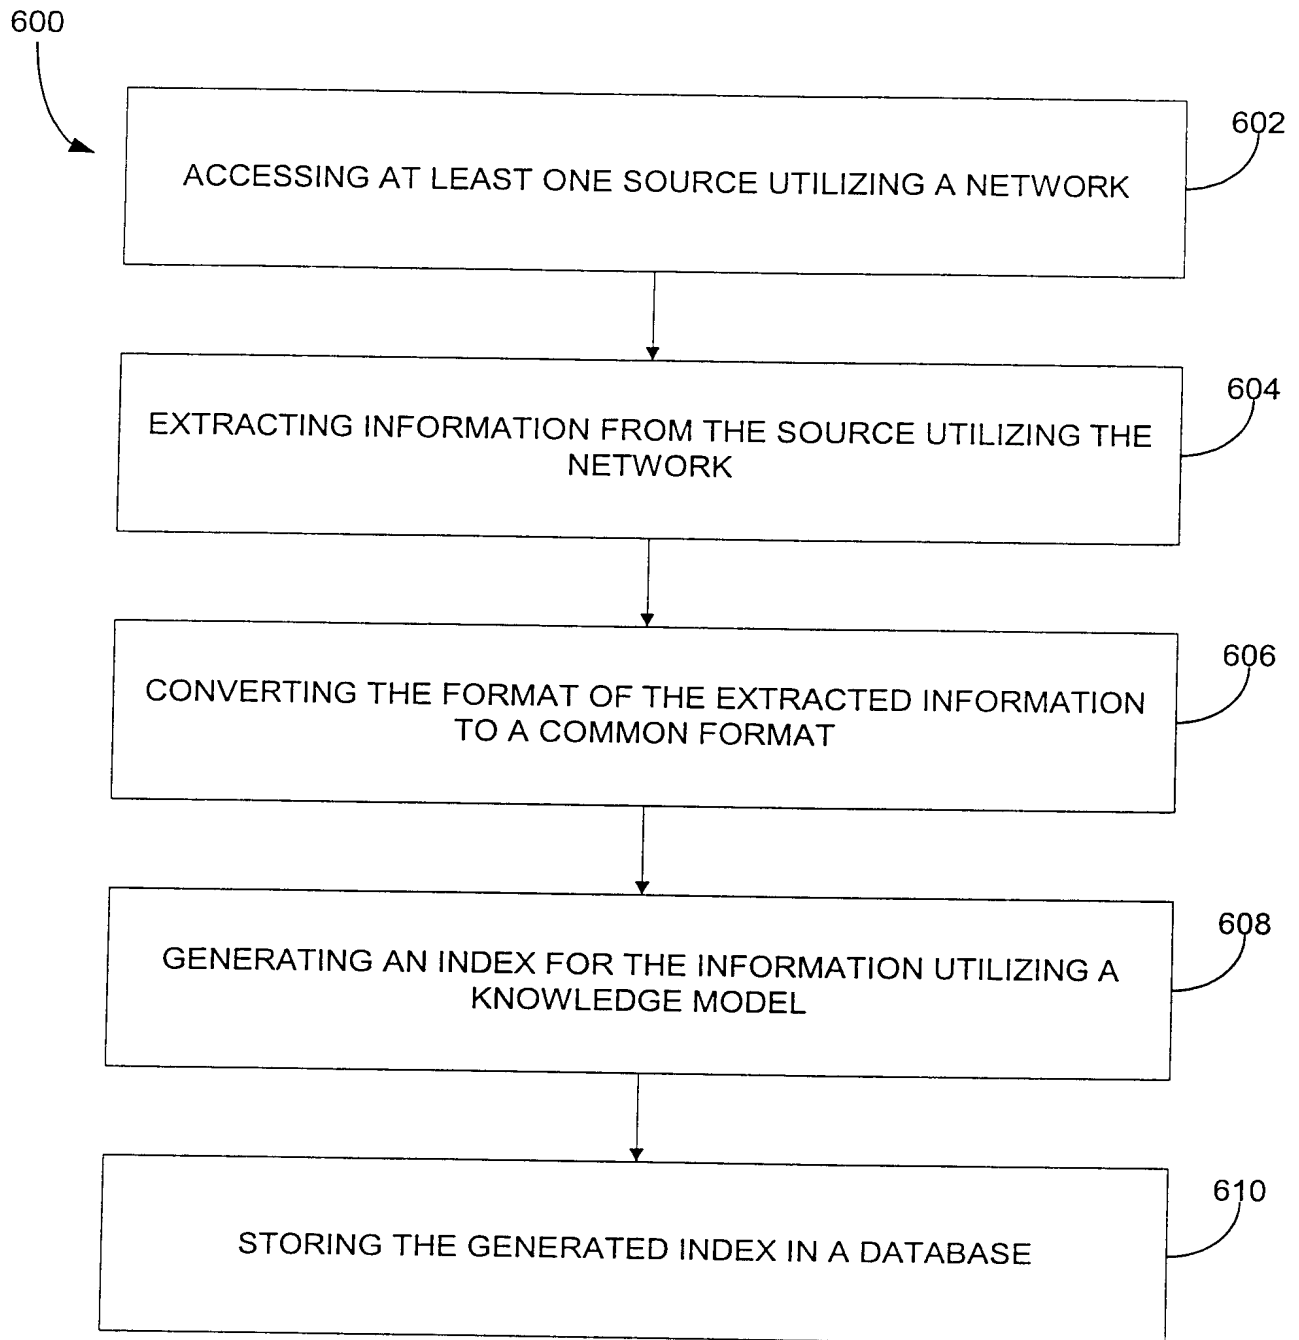 600
602
ACCESSING AT LEAST ONE SOURCE UTILIZING A NETWORK
604
EXTRACTING INFORMATION FROM THE SOURCE UTILIZING THE
NETWORK
606
CONVERTING THE FORMAT OF THE EXTRACTED INFORMATION
TO A COMMON FORMAT
608
GENERATING AN INDEX FOR THE INFORMATION UTILIZING A
KNOWLEDGE MODEL
610
STORING THE GENERATED INDEX IN A DATABASE